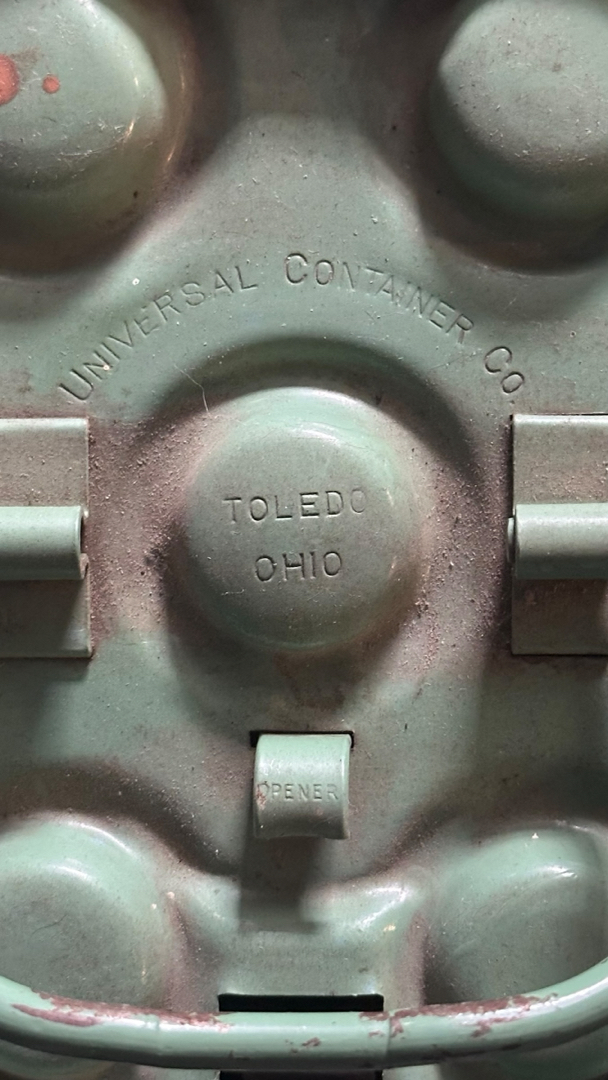 UNIVERSAL CONTAINER CO.
TOLEDO
OHIO
OPENER